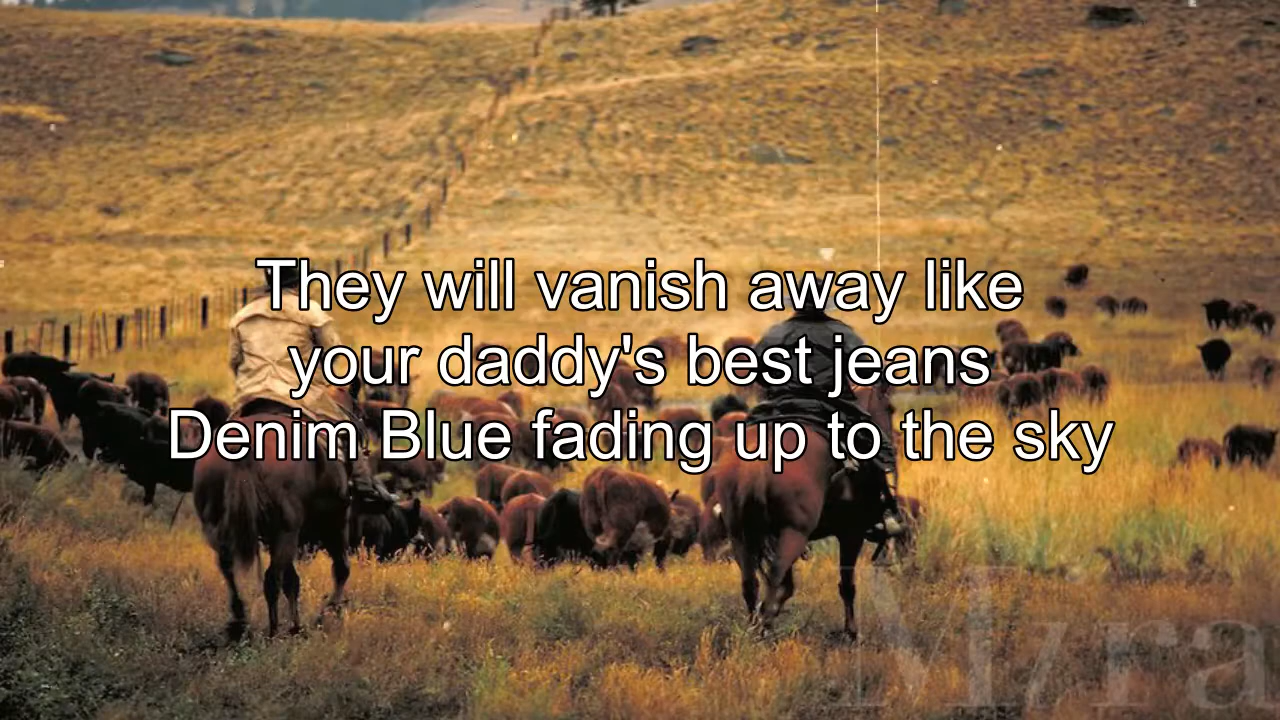 They will vanish away like
your daddy's best jeans
Denim Blue fading up to the sky